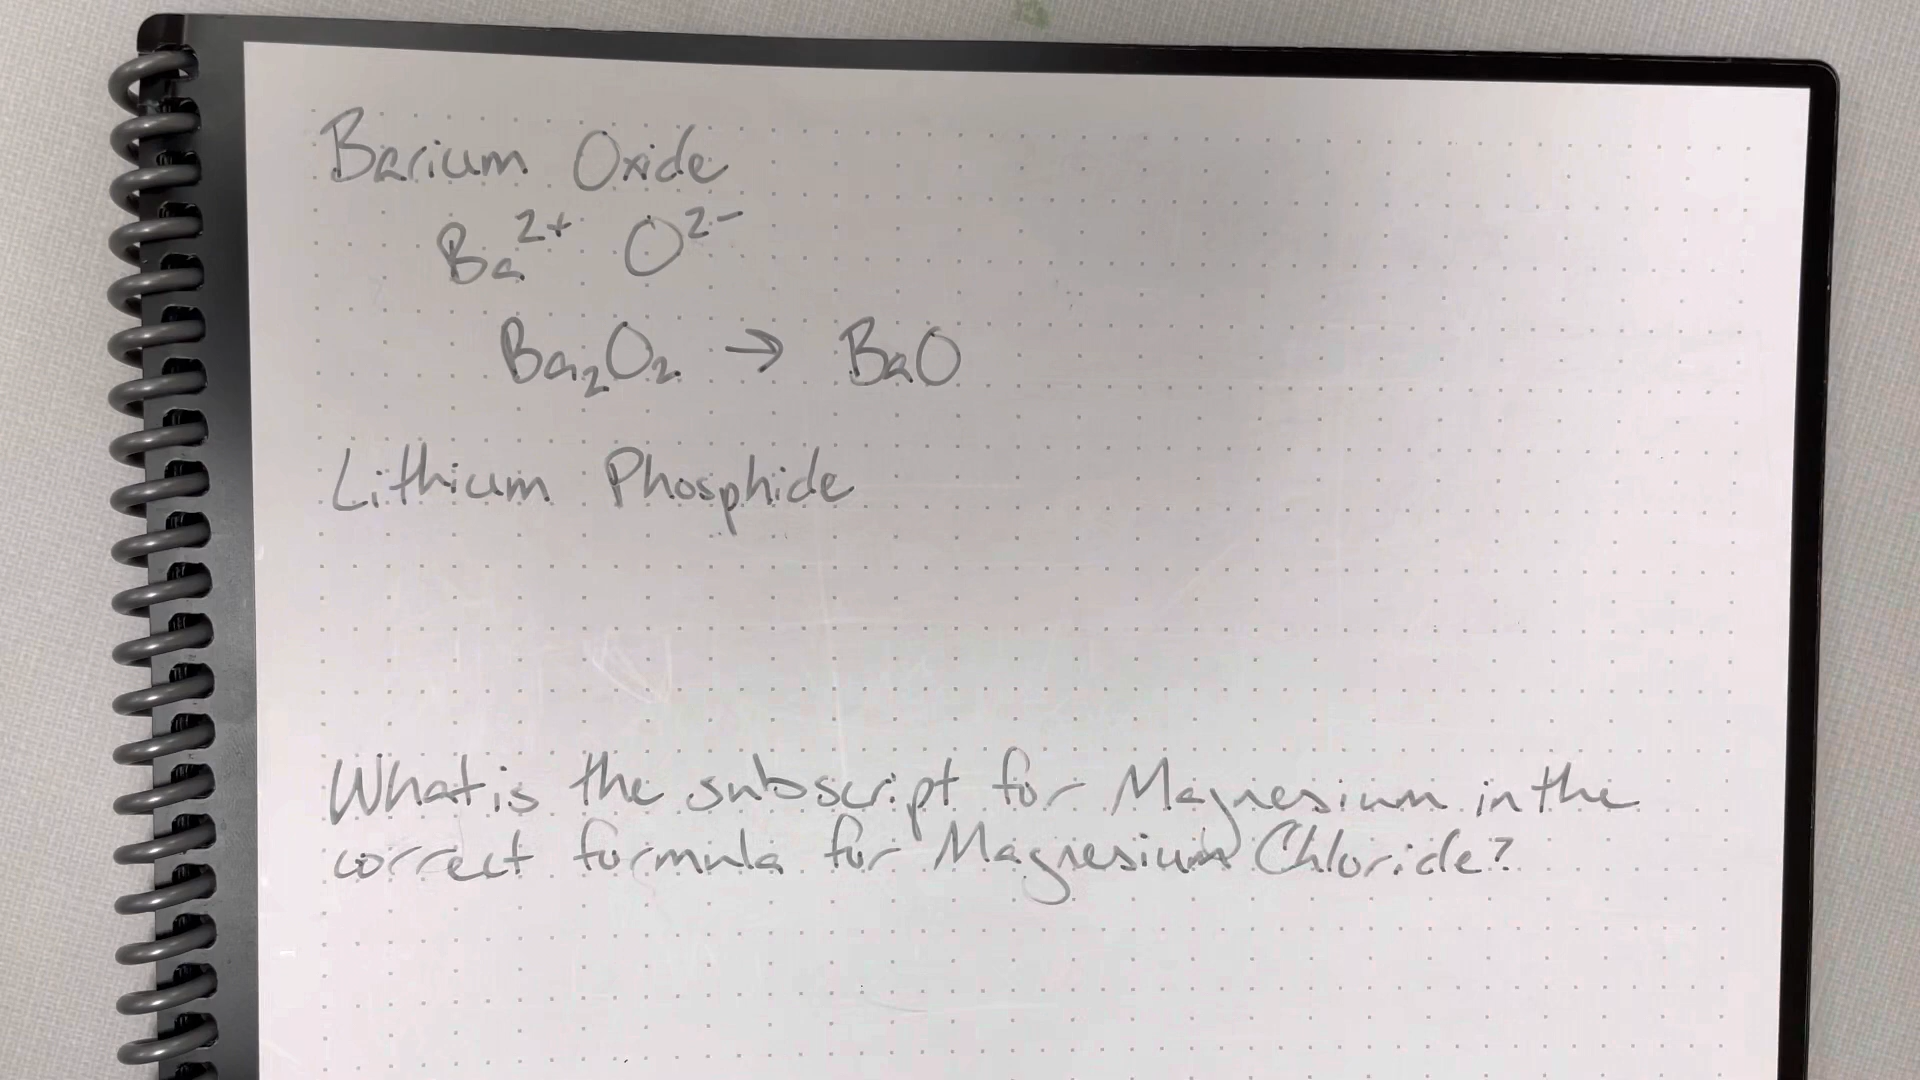 Barium Oxide
Ba²⁺ O²⁻
Ba₂O₂ → BaO
Lithium Phosphide
What is the subscript for Magnesium in the
correct formula for Magnesium Chloride?